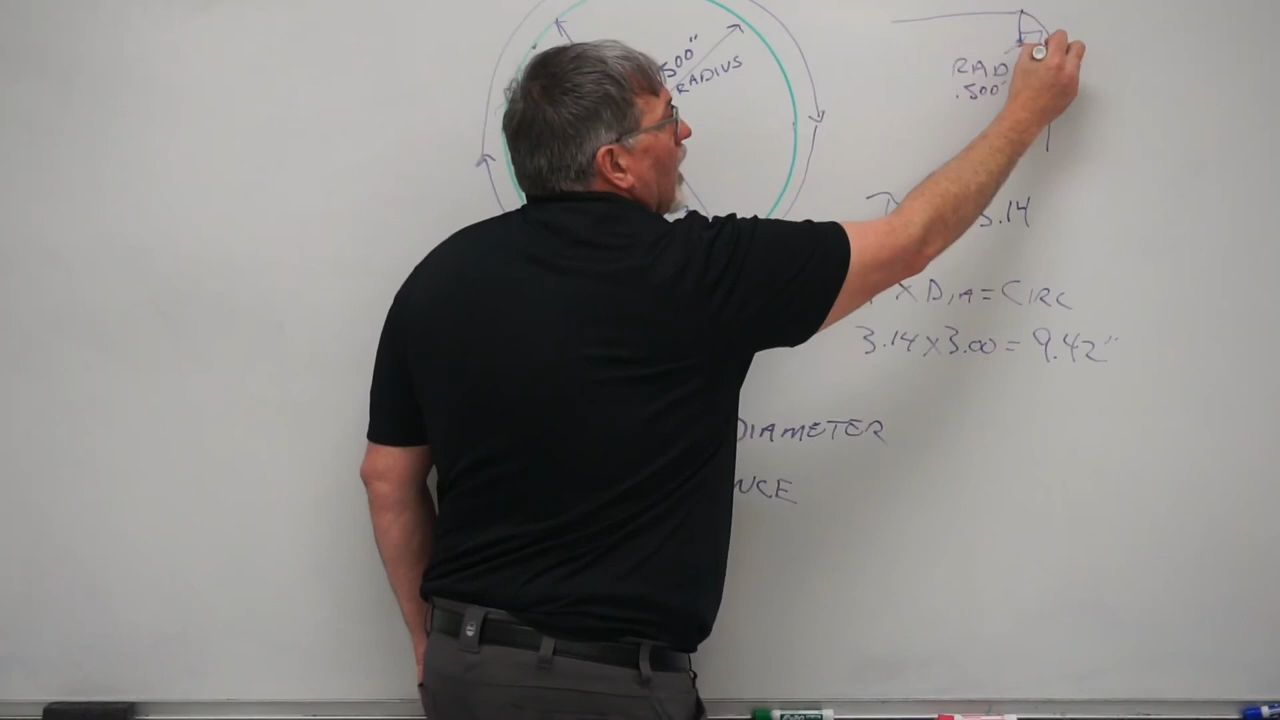 500"
RADIUS
RAD
.500"
3.14
X DIA = CIRC
3.14 X 3.00 = 9.42"
DIAMETER
NCE